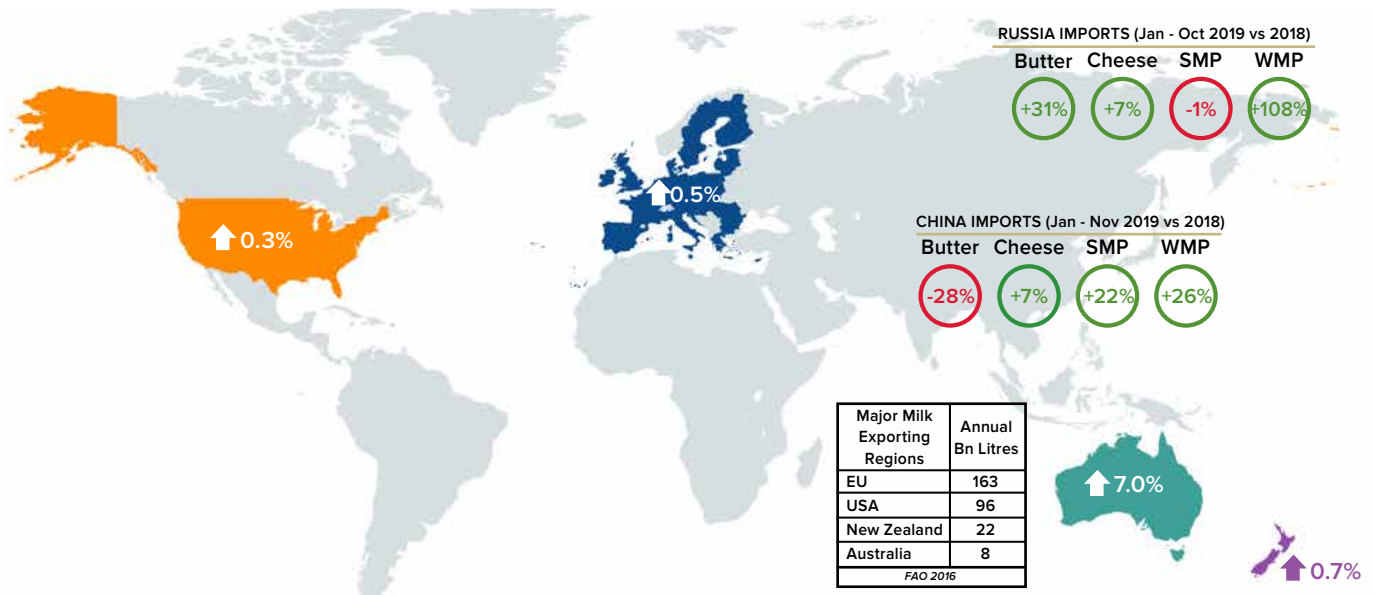 RUSSIA IMPORTS (Jan - Oct 2019 vs 2018)
Butter Cheese SMP WMP
+31% +7% -1% +108%
0.5%
0.3%
CHINA IMPORTS (Jan - Nov 2019 vs 2018)
Butter Cheese SMP WMP
-28% +7% +22% +26%
Major Milk
Exporting
Regions
Annual
Bn Litres
EU 163
USA 96
New Zealand 22
Australia 8
FAO 2016
7.0%
0.7%